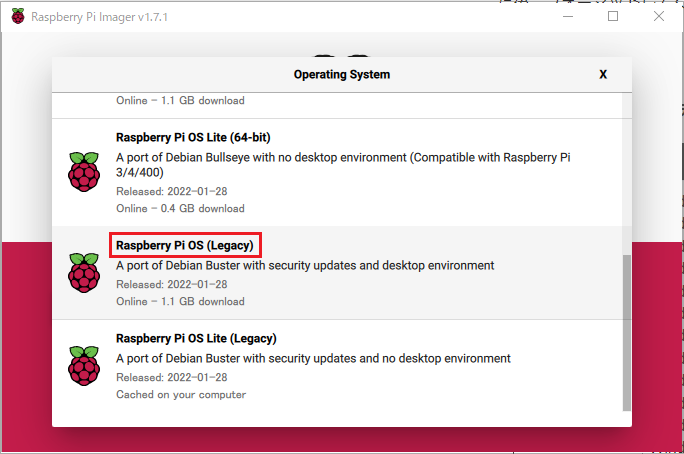 Raspberry Pi Imager v1.7.1
Operating System
X
Online – 1.1 GB download
Raspberry Pi OS Lite (64-bit)
A port of Debian Bullseye with no desktop environment (Compatible with Raspberry Pi
3/4/400)
Released: 2022-01-28
Online – 0.4 GB download
Raspberry Pi OS (Legacy)
A port of Debian Buster with security updates and desktop environment
Released: 2022-01-28
Online – 1.1 GB download
Raspberry Pi OS Lite (Legacy)
A port of Debian Buster with security updates and no desktop environment
Released: 2022-01-28
Cached on your computer